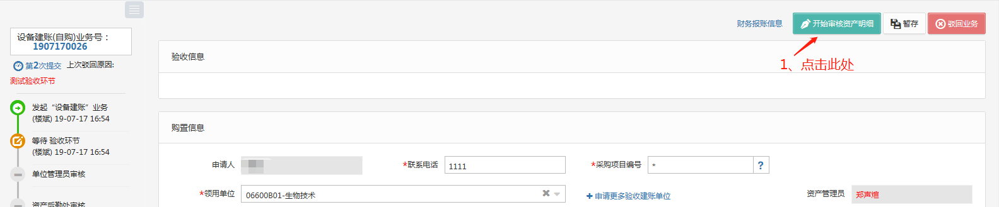 设备建账(自购)业务号：
1907170026
第2次提交 上次驳回原因:
测试验收环节
发起“设备建账”业务
(楼斌) 19-07-17 16:54
等待 验收环节
(楼斌) 19-07-17 16:54
单位管理员审核
资产后勤处审核
财务报账信息 开始审核资产明细 暂存 驳回业务
1、点击此处
验收信息
购置信息
申请人 *联系电话 1111 *采购项目编号 * ?
*领用单位 06600B01-生物技术 申请更多验收建账单位 资产管理员 郑声煊